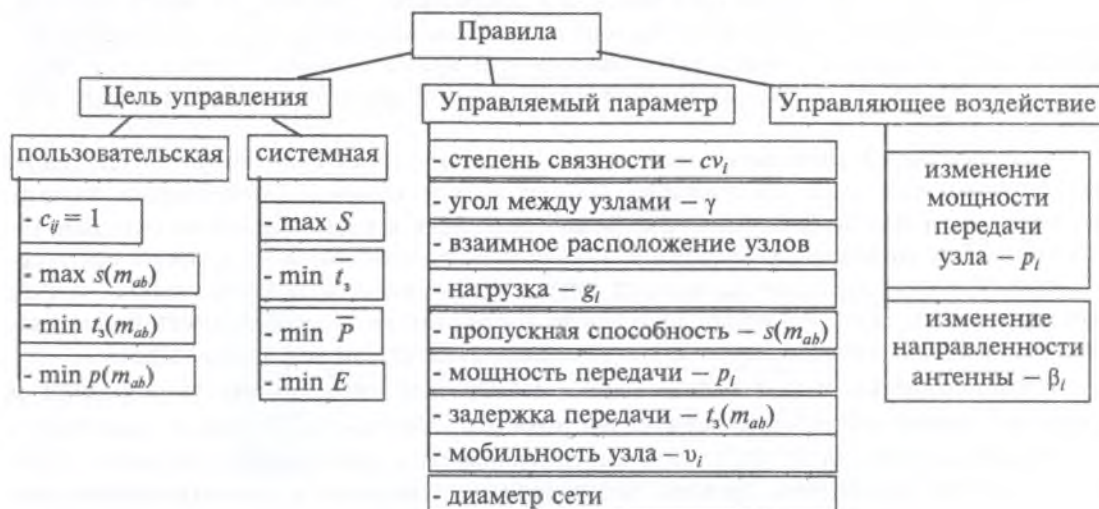 Правила
Цель управления
Управляемый параметр
Управляющее воздействие
пользовательская
системная
- c_ij = 1
- max s(m_ab)
- min t_з(m_ab)
- min p(m_ab)
- max S
- min t̅_з
- min P̅
- min E
- степень связности – cv_i
- угол между узлами – γ
- взаимное расположение узлов
- нагрузка – g_i
- пропускная способность – s(m_ab)
- мощность передачи – p_i
- задержка передачи – t_з(m_ab)
- мобильность узла – υ_i
- диаметр сети
изменение
мощности
передачи
узла – p_i
изменение
направленности
антенны – β_i